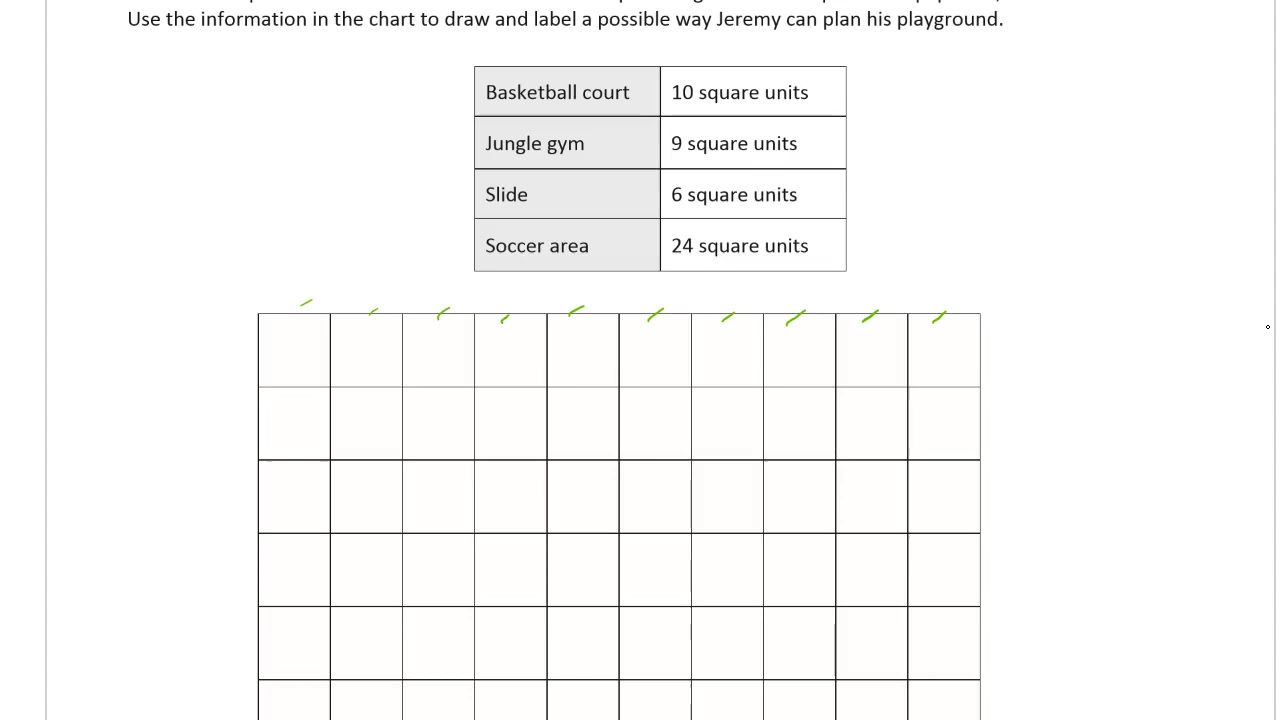 Use the information in the chart to draw and label a possible way Jeremy can plan his playground.
Basketball court 10 square units
Jungle gym 9 square units
Slide 6 square units
Soccer area 24 square units